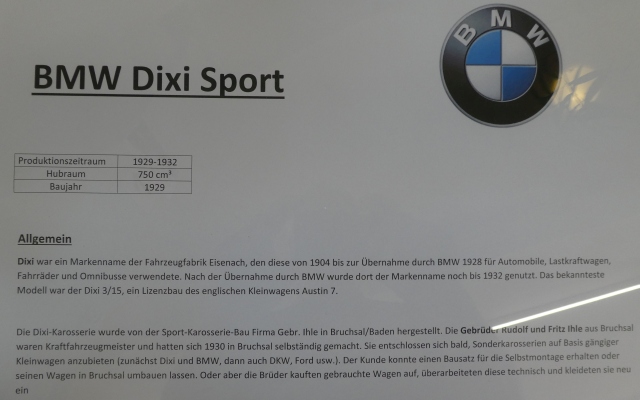 BMW
BMW Dixi Sport
Produktionszeitraum 1929-1932
Hubraum 750 cm³
Baujahr 1929
Allgemein
Dixi war ein Markenname der Fahrzeugfabrik Eisenach, den diese von 1904 bis zur Übernahme durch BMW 1928 für Automobile, Lastkraftwagen,
Fahrräder und Omnibusse verwendete. Nach der Übernahme durch BMW wurde dort der Markenname noch bis 1932 genutzt. Das bekannteste
Modell war der Dixi 3/15, ein Lizenzbau des englischen Kleinwagens Austin 7.
Die Dixi-Karosserie wurde von der Sport-Karosserie-Bau Firma Gebr. Ihle in Bruchsal/Baden hergestellt. Die Gebrüder Rudolf und Fritz Ihle aus Bruchsal
waren Kraftfahrzeugmeister und hatten sich 1930 in Bruchsal selbständig gemacht. Sie entschlossen sich bald, Sonderkarosserien auf Basis gängiger
Kleinwagen anzubieten (zunächst Dixi und BMW, dann auch DKW, Ford usw.). Der Kunde konnte einen Bausatz für die Selbstmontage erhalten oder
seinen Wagen in Bruchsal umbauen lassen. Oder aber die Brüder kauften gebrauchte Wagen auf, überarbeiteten diese technisch und kleideten sie neu
ein